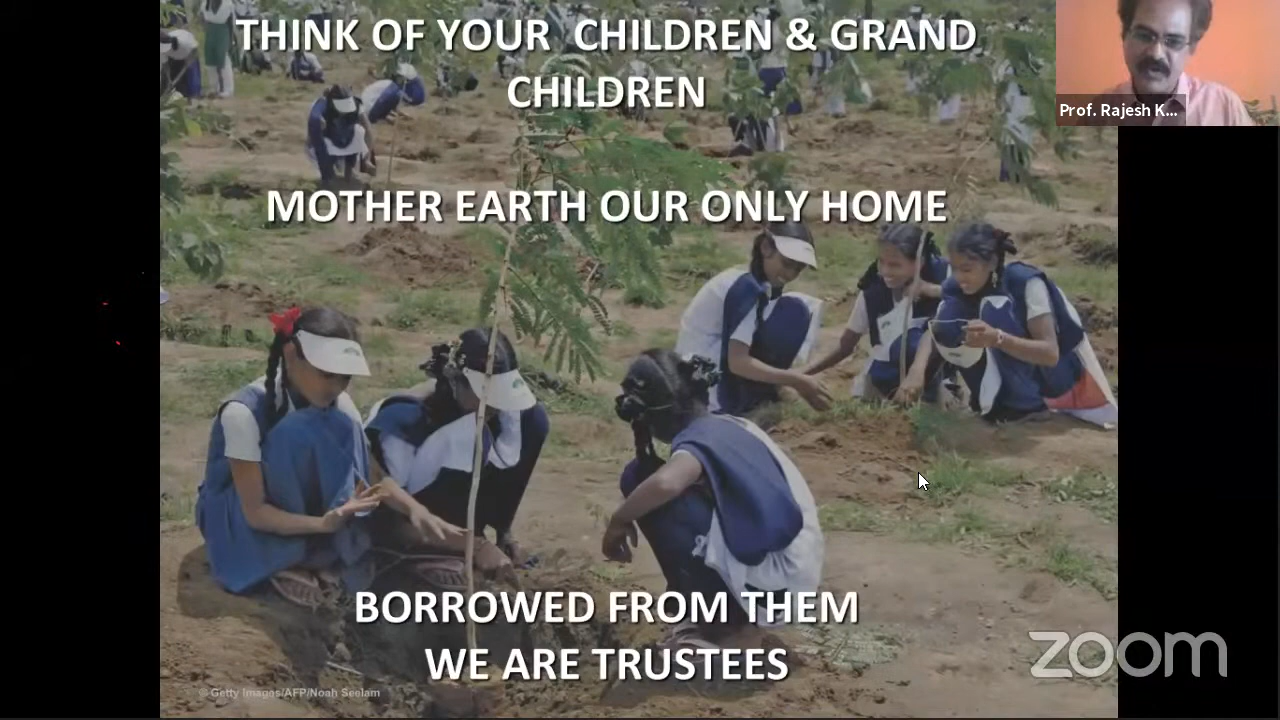 THINK OF YOUR CHILDREN & GRAND
CHILDREN
Prof. Rajesh K...
MOTHER EARTH OUR ONLY HOME
BORROWED FROM THEM
WE ARE TRUSTEES
zoom
© Getty Images/AFP/Noah Seelam